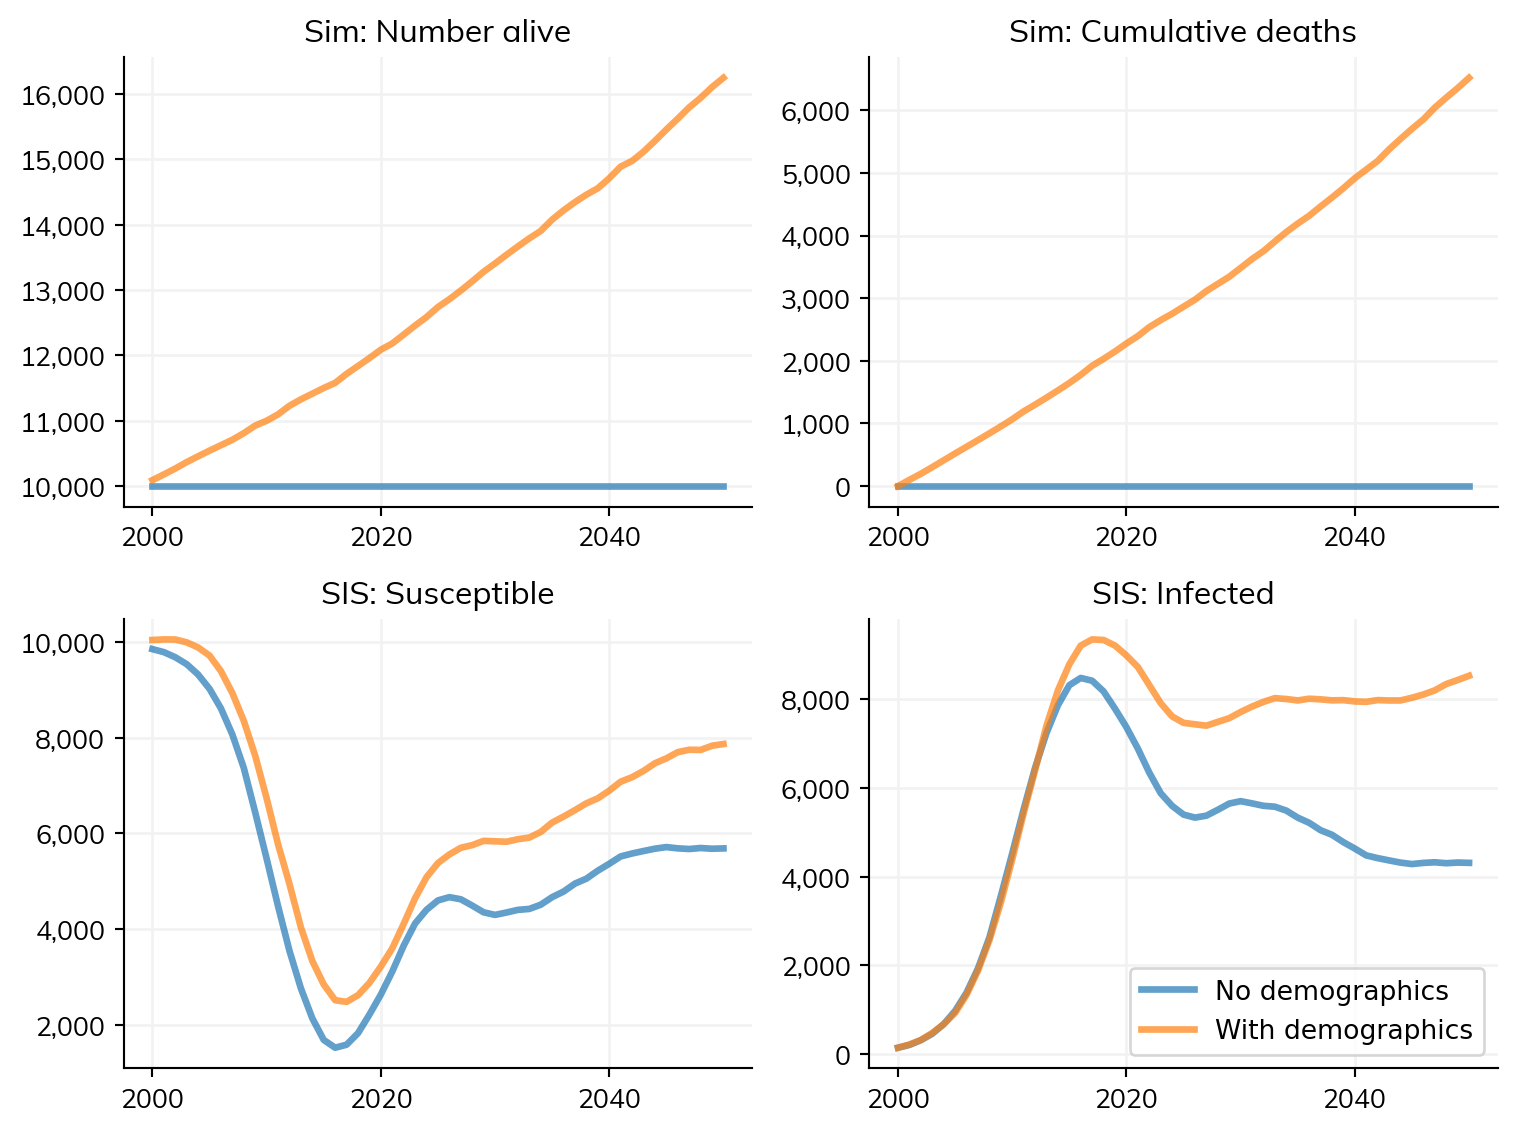 Sim: Number alive
16,000
15,000
14,000
13,000
12,000
11,000
10,000
2000 2020 2040
Sim: Cumulative deaths
6,000
5,000
4,000
3,000
2,000
1,000
0
2000 2020 2040
SIS: Susceptible
10,000
8,000
6,000
4,000
2,000
2000 2020 2040
SIS: Infected
8,000
6,000
4,000
2,000
0
2000 2020 2040
No demographics
With demographics